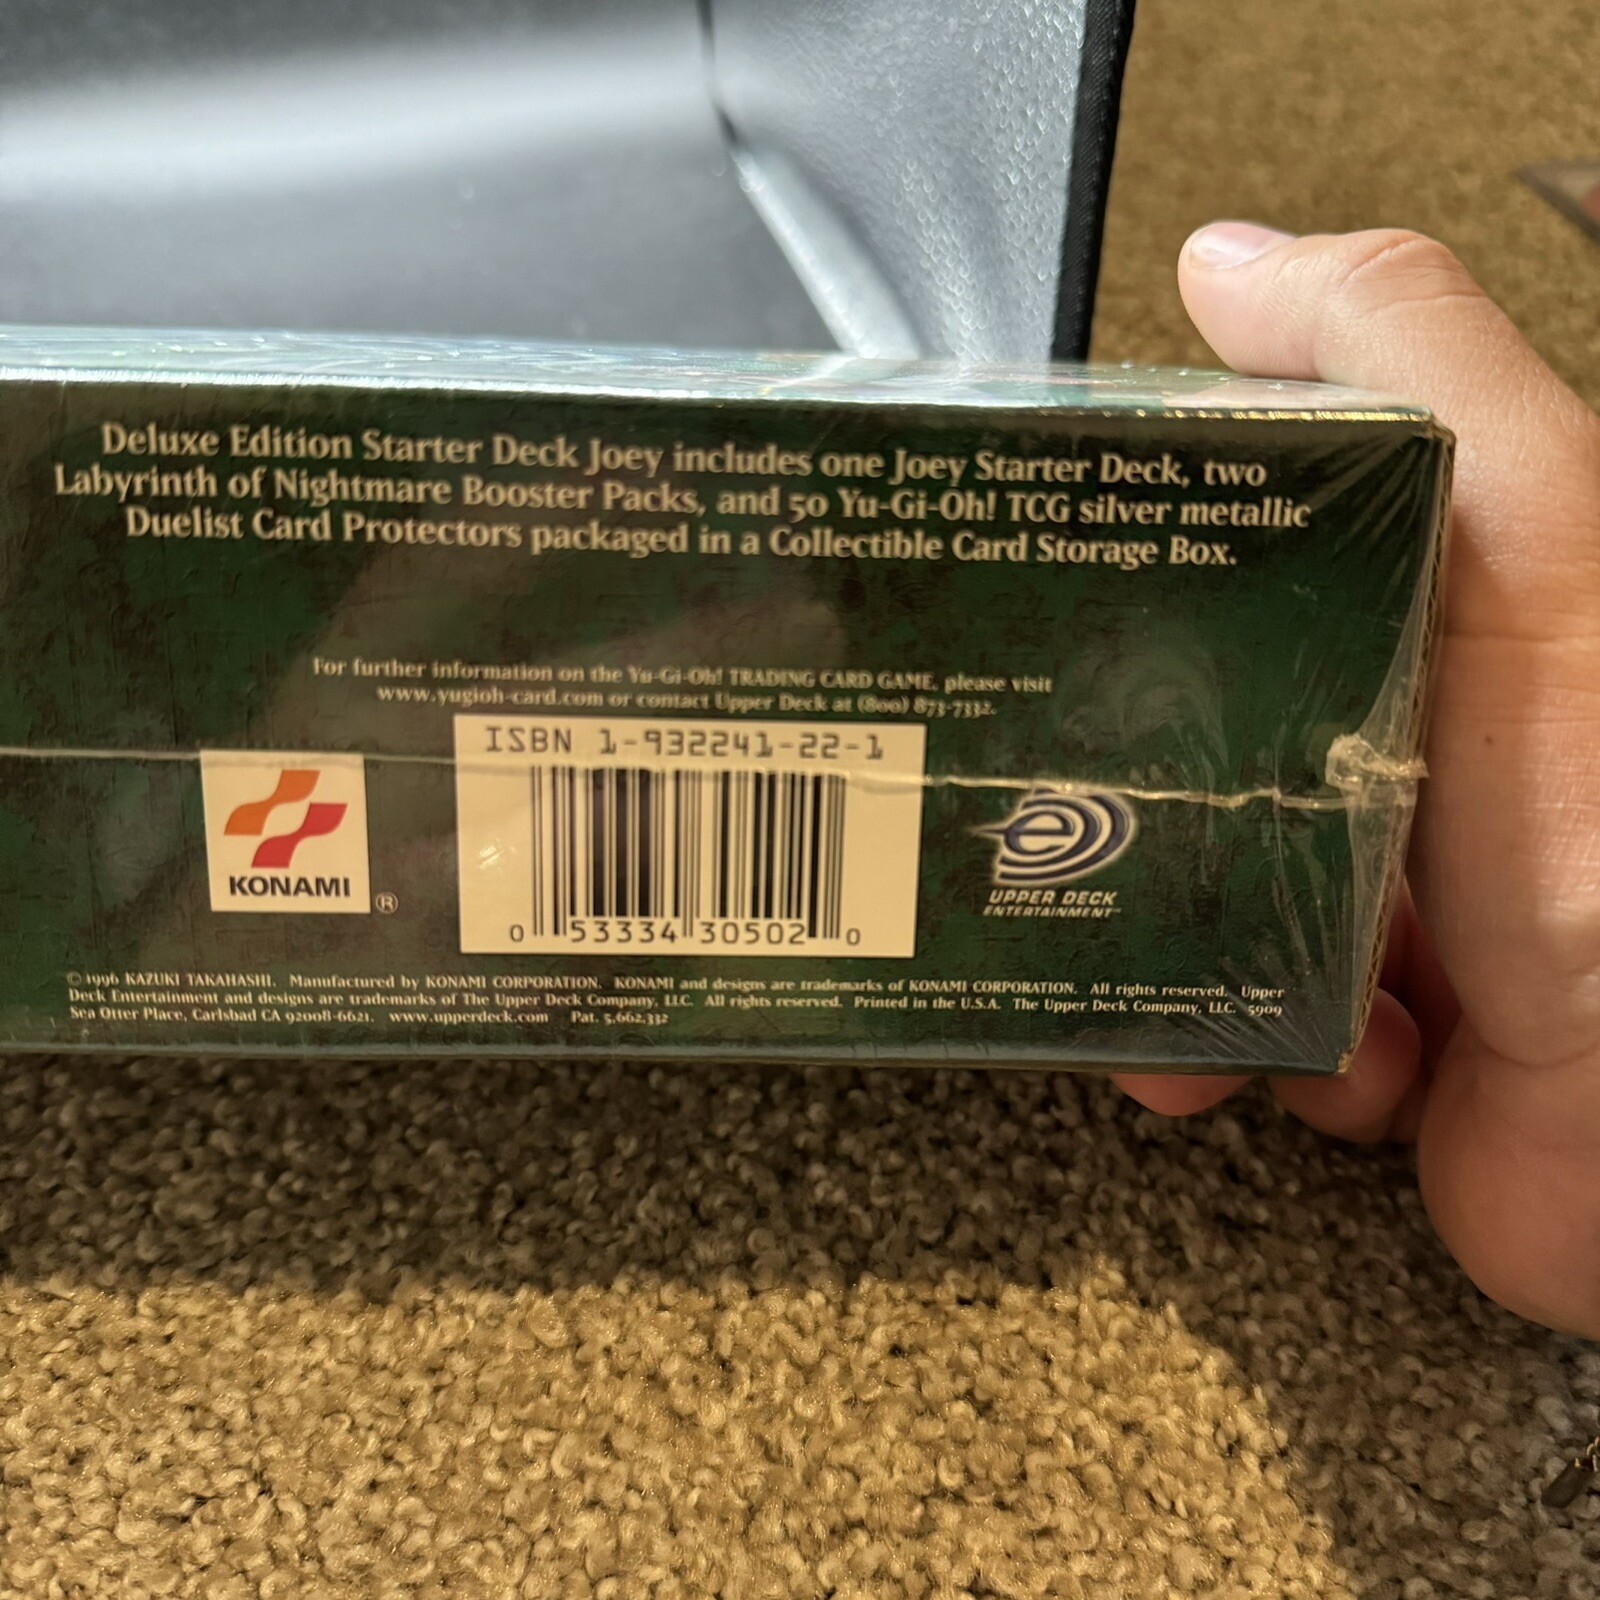 Deluxe Edition Starter Deck Joey includes one Joey Starter Deck, two
Labyrinth of Nightmare Booster Packs, and 50 Yu-Gi-Oh! TCG silver metallic
Duelist Card Protectors packaged in a Collectible Card Storage Box.
For further information on the Yu-Gi-Oh! TRADING CARD GAME, please visit
www.yugioh-card.com or contact Upper Deck at (800) 873-7332.
ISBN 1-932241-22-1
KONAMI
®
0 53334 30502 0
UPPER DECK
ENTERTAINMENT™
© 1996 KAZUKI TAKAHASHI. Manufactured by KONAMI CORPORATION. KONAMI and designs are trademarks of KONAMI CORPORATION. All rights reserved. Upper
Deck Entertainment and designs are trademarks of The Upper Deck Company, LLC. All rights reserved. Printed in the U.S.A. The Upper Deck Company, LLC. 5909
Sea Otter Place, Carlsbad CA 92008-6621. www.upperdeck.com Pat. 5,662,332